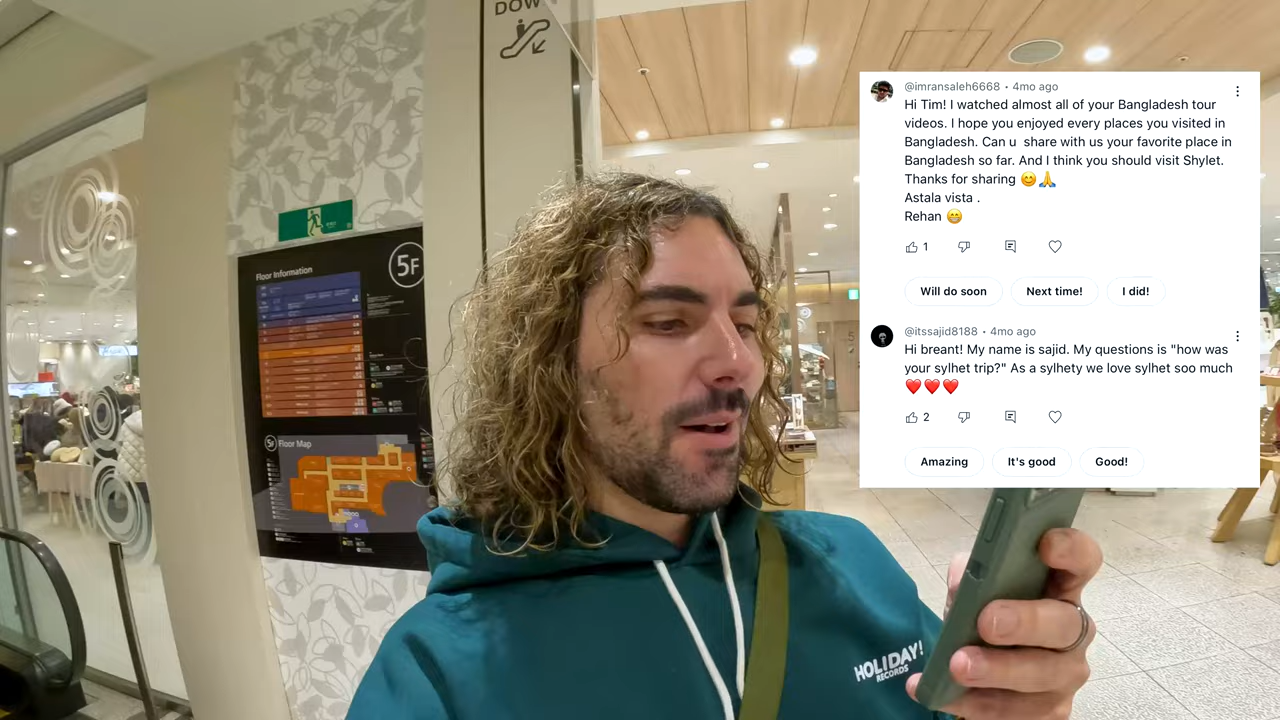 DOW
Floor Information
5F
5F Floor Map
HOLIDAY!
RECORDS
@imransaleh6668 • 4mo ago
Hi Tim! I watched almost all of your Bangladesh tour
videos. I hope you enjoyed every places you visited in
Bangladesh. Can u  share with us your favorite place in
Bangladesh so far. And I think you should visit Shylet.
Thanks for sharing 😊🙏
Astala vista .
Rehan 😁
1
Will do soon Next time! I did!
@itssajid8188 • 4mo ago
Hi breant! My name is sajid. My questions is "how was
your sylhet trip?" As a sylhety we love sylhet soo much
❤️❤️❤️
2
Amazing It's good Good!